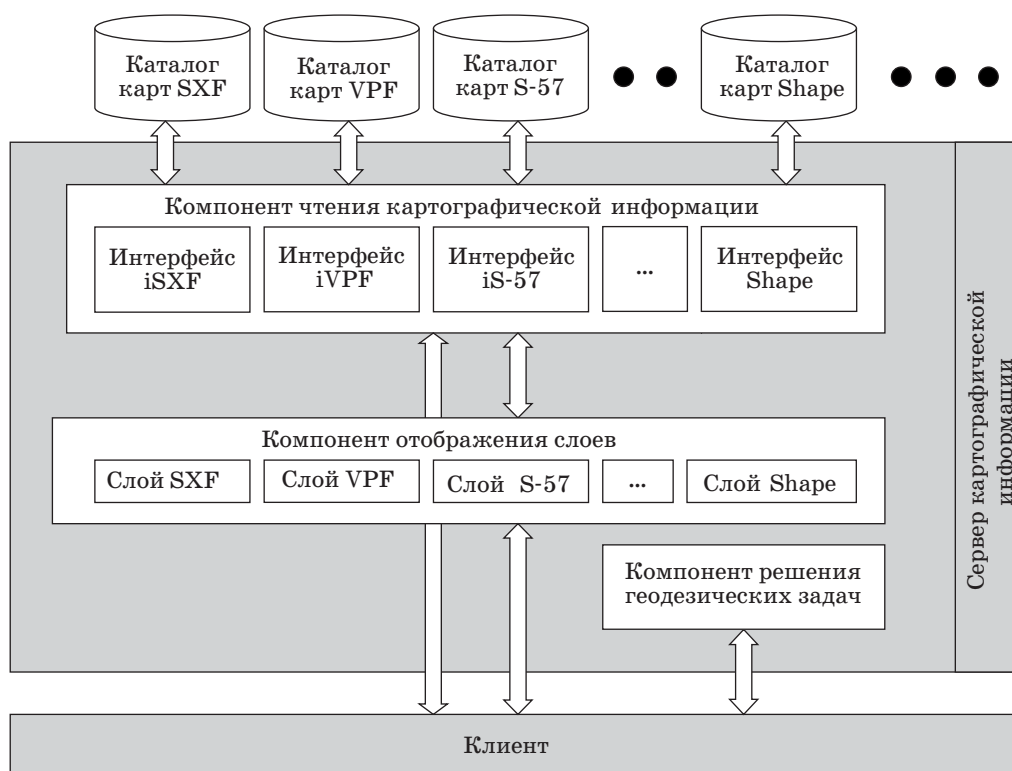 Каталог
карт SXF
Каталог
карт VPF
Каталог
карт S-57
Каталог
карт Shape
Компонент чтения картографической информации
Интерфейс
iSXF
Интерфейс
iVPF
Интерфейс
iS-57
...
Интерфейс
Shape
Компонент отображения слоев
Слой SXF
Слой VPF
Слой S-57
...
Слой Shape
Компонент решения
геодезических задач
Сервер картографической
информации
Клиент